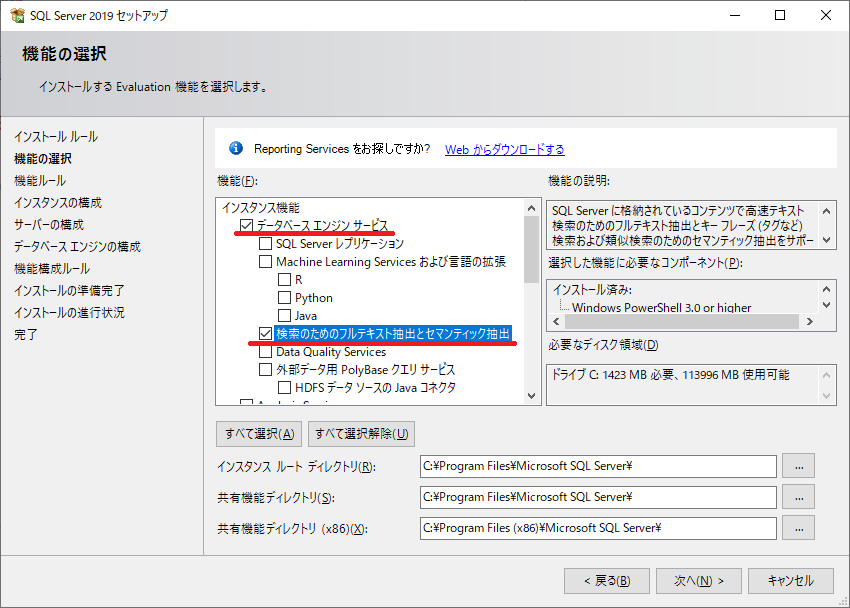 SQL Server 2019 セットアップ
機能の選択
インストールする Evaluation 機能を選択します。
インストール ルール
機能の選択
機能ルール
インスタンスの構成
サーバーの構成
データベース エンジンの構成
機能構成ルール
インストールの準備完了
インストールの進行状況
完了
Reporting Services をお探しですか? Web からダウンロードする
機能(F):
インスタンス機能
データベース エンジン サービス
SQL Server レプリケーション
Machine Learning Services および言語の拡張
R
Python
Java
検索のためのフルテキスト抽出とセマンティック抽出
Data Quality Services
外部データ用 PolyBase クエリ サービス
HDFS データ ソースの Java コネクタ
機能の説明:
SQL Server に格納されているコンテンツで高速テキスト
検索のためのフルテキスト抽出とキー フレーズ (タグなど)
検索および類似検索のためのセマンティック抽出をサポー
選択した機能に必要なコンポーネント(P):
インストール済み:
Windows PowerShell 3.0 or higher
必要なディスク領域(D)
ドライブ C: 1423 MB 必要、113996 MB 使用可能
すべて選択(A) すべて選択解除(U)
インスタンス ルート ディレクトリ(R): C:¥Program Files¥Microsoft SQL Server¥ ...
共有機能ディレクトリ(S): C:¥Program Files¥Microsoft SQL Server¥ ...
共有機能ディレクトリ (x86)(X): C:¥Program Files (x86)¥Microsoft SQL Server¥ ...
< 戻る(B) 次へ(N) > キャンセル